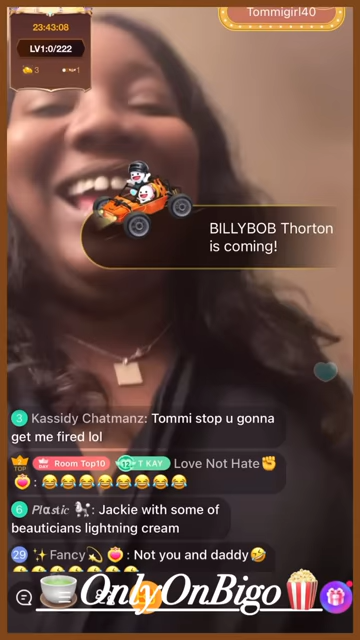 Tommigirl40
23:43:08
LV1:0/222
3
1
BILLYBOB Thorton
is coming!
3 Kassidy Chatmanz: Tommi stop u gonna
get me fired lol
TOP Room Top10 T KAY Love Not Hate✊
: 😂😂😂😂😂😂😂😂
6 Plastic 🐩: Jackie with some of
beauticians lightning cream
29 ✨ Fancy💫 : Not you and daddy🤣
OnlyOnBigo